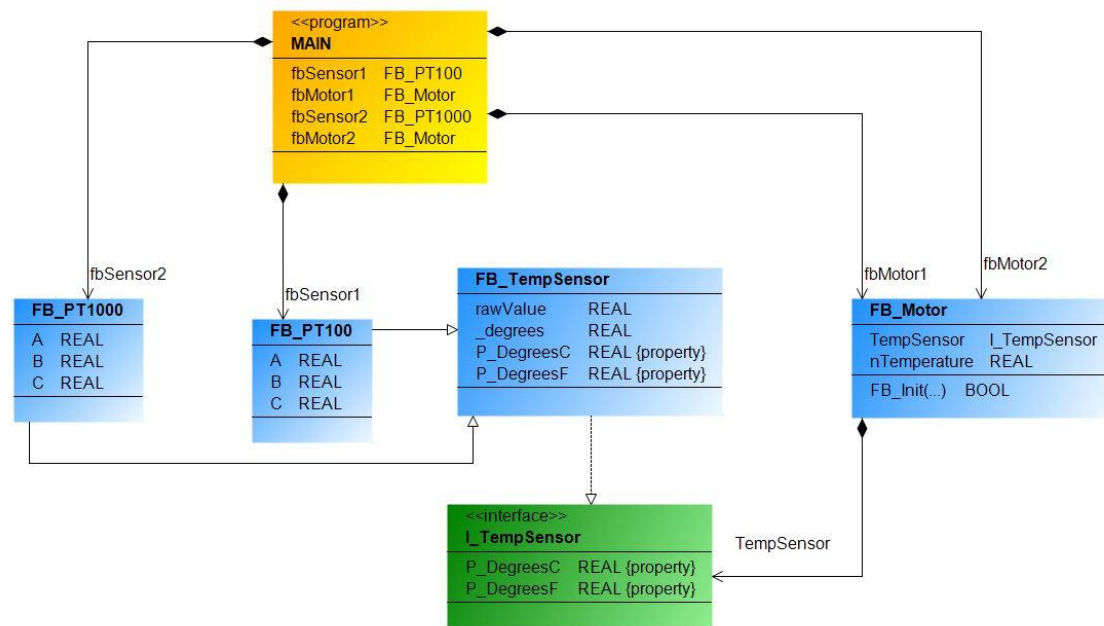 <<program>>
MAIN
fbSensor1 FB_PT100
fbMotor1 FB_Motor
fbSensor2 FB_PT1000
fbMotor2 FB_Motor
fbSensor2
fbSensor1
fbMotor1
fbMotor2
FB_PT1000
A REAL
B REAL
C REAL
FB_PT100
A REAL
B REAL
C REAL
FB_TempSensor
rawValue REAL
_degrees REAL
P_DegreesC REAL {property}
P_DegreesF REAL {property}
FB_Motor
TempSensor I_TempSensor
nTemperature REAL
FB_Init(...) BOOL
<<interface>>
I_TempSensor
P_DegreesC REAL {property}
P_DegreesF REAL {property}
TempSensor